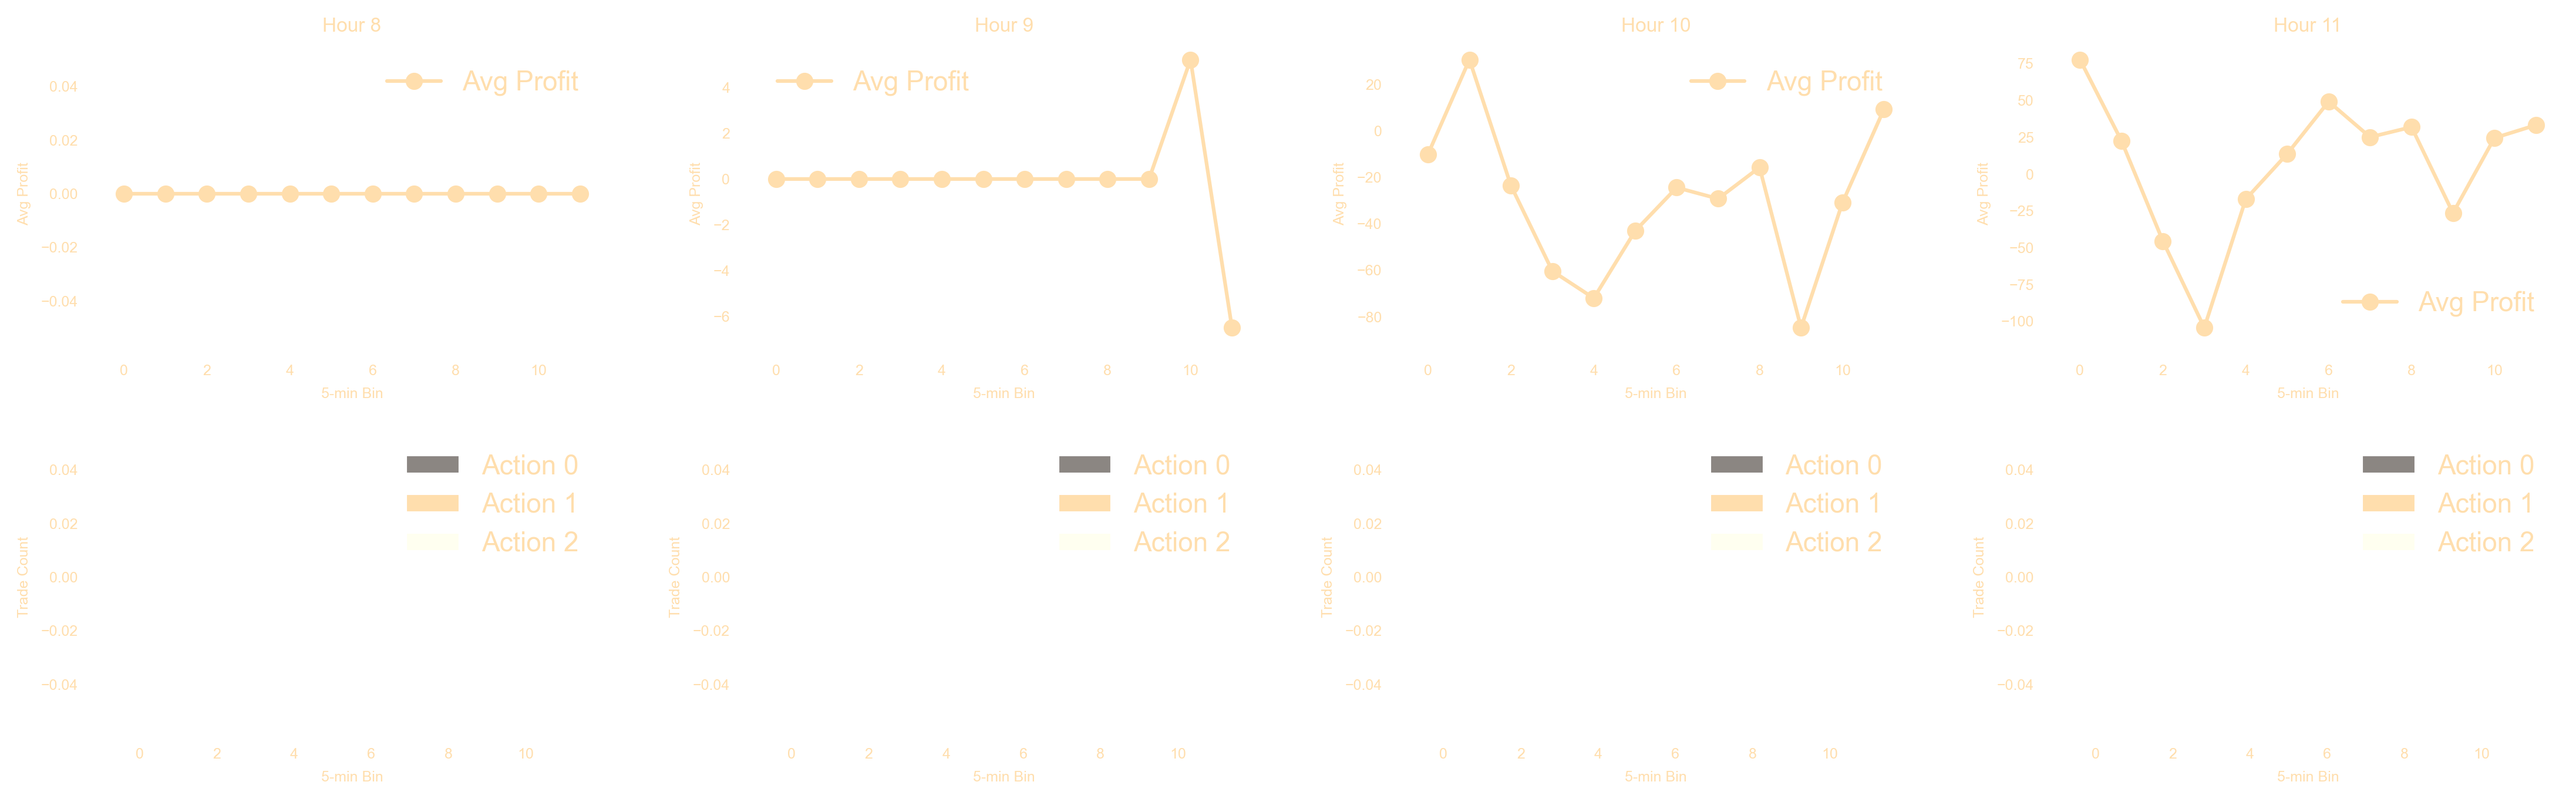 Hour 8
Avg Profit
0.04
0.02
0.00
−0.02
−0.04
Avg Profit
0 2 4 6 8 10
5-min Bin
Hour 9
Avg Profit
4
2
0
−2
−4
−6
Avg Profit
0 2 4 6 8 10
5-min Bin
Hour 10
Avg Profit
20
0
−20
−40
−60
−80
Avg Profit
0 2 4 6 8 10
5-min Bin
Hour 11
75
50
25
0
−25
−50
−75
−100
Avg Profit
Avg Profit
0 2 4 6 8 10
5-min Bin
Action 0
Action 1
Action 2
0.04
0.02
0.00
−0.02
−0.04
Trade Count
0 2 4 6 8 10
5-min Bin
Action 0
Action 1
Action 2
0.04
0.02
0.00
−0.02
−0.04
Trade Count
0 2 4 6 8 10
5-min Bin
Action 0
Action 1
Action 2
0.04
0.02
0.00
−0.02
−0.04
Trade Count
0 2 4 6 8 10
5-min Bin
Action 0
Action 1
Action 2
0.04
0.02
0.00
−0.02
−0.04
Trade Count
0 2 4 6 8 10
5-min Bin